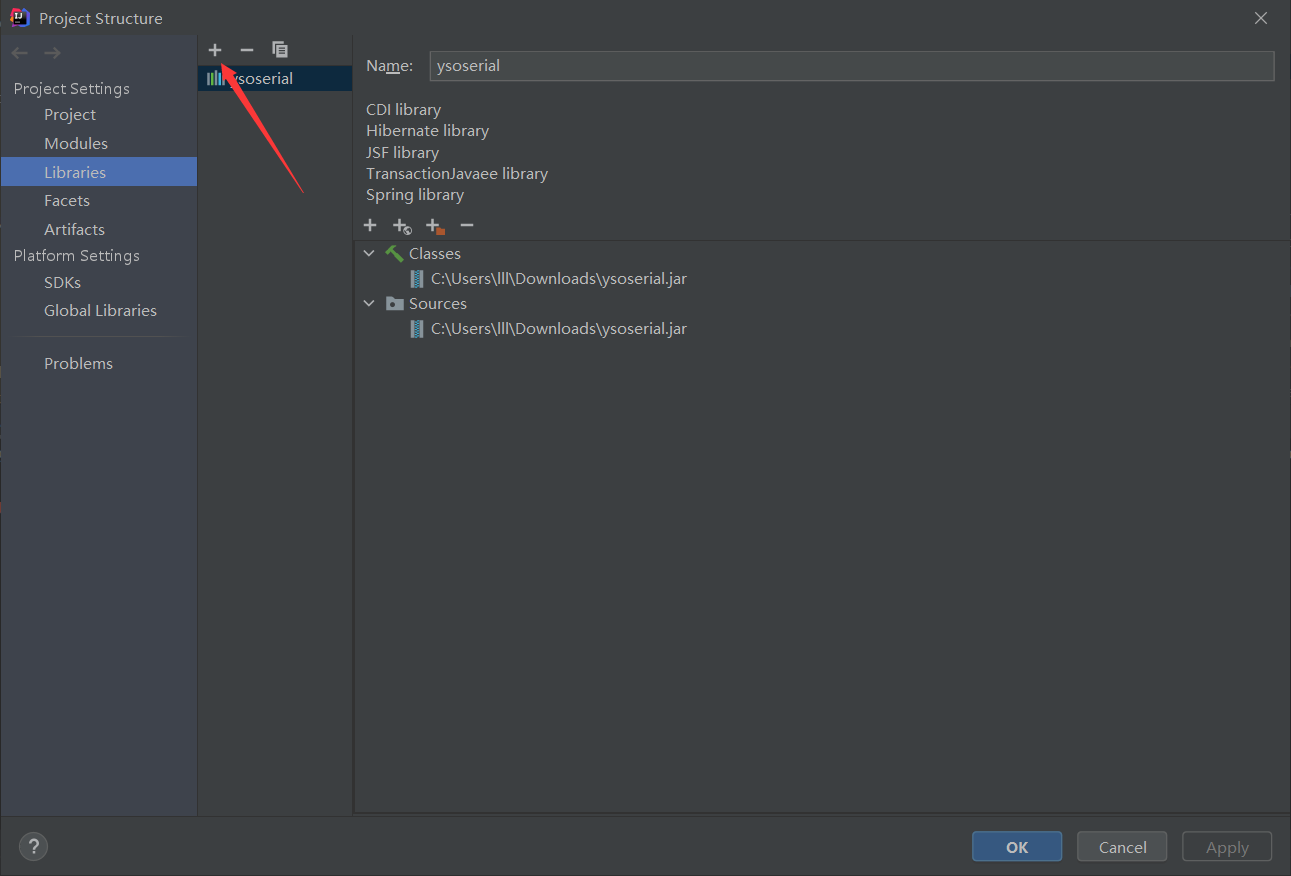 Project Structure
Project Settings
Project
Modules
Libraries
Facets
Artifacts
Platform Settings
SDKs
Global Libraries
Problems
ysoserial
Name: ysoserial
CDI library
Hibernate library
JSF library
TransactionJavaee library
Spring library
Classes
C:\Users\lll\Downloads\ysoserial.jar
Sources
C:\Users\lll\Downloads\ysoserial.jar
?
OK Cancel Apply